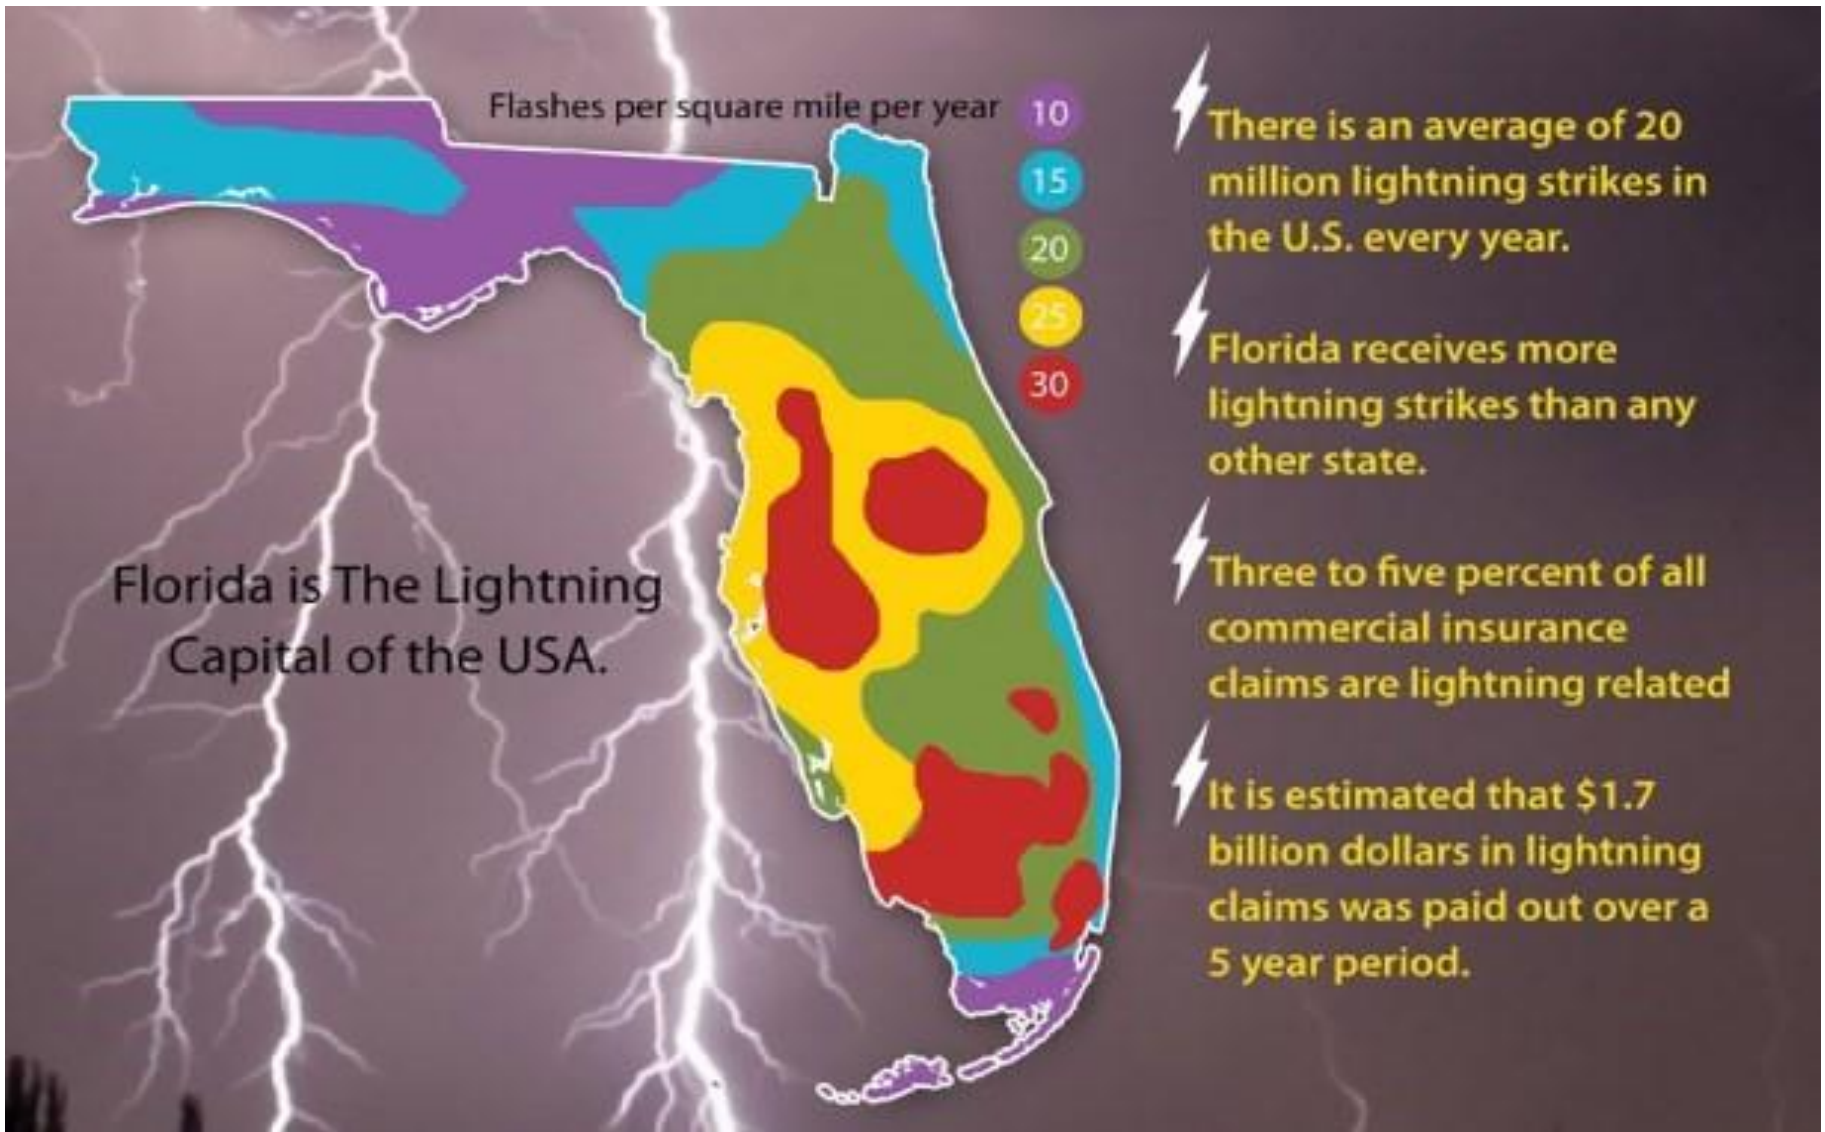 Flashes per square mile per year
10
15
20
25
30
Florida is The Lightning
Capital of the USA.
There is an average of 20
million lightning strikes in
the U.S. every year.
Florida receives more
lightning strikes than any
other state.
Three to five percent of all
commercial insurance
claims are lightning related
It is estimated that $1.7
billion dollars in lightning
claims was paid out over a
5 year period.